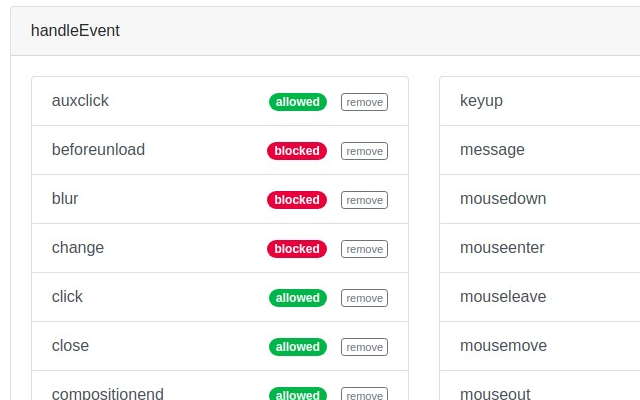 handleEvent
auxclick allowed remove
beforeunload blocked remove
blur blocked remove
change blocked remove
click allowed remove
close allowed remove
compositionend allowed remove
keyup
message
mousedown
mouseenter
mouseleave
mousemove
mouseout